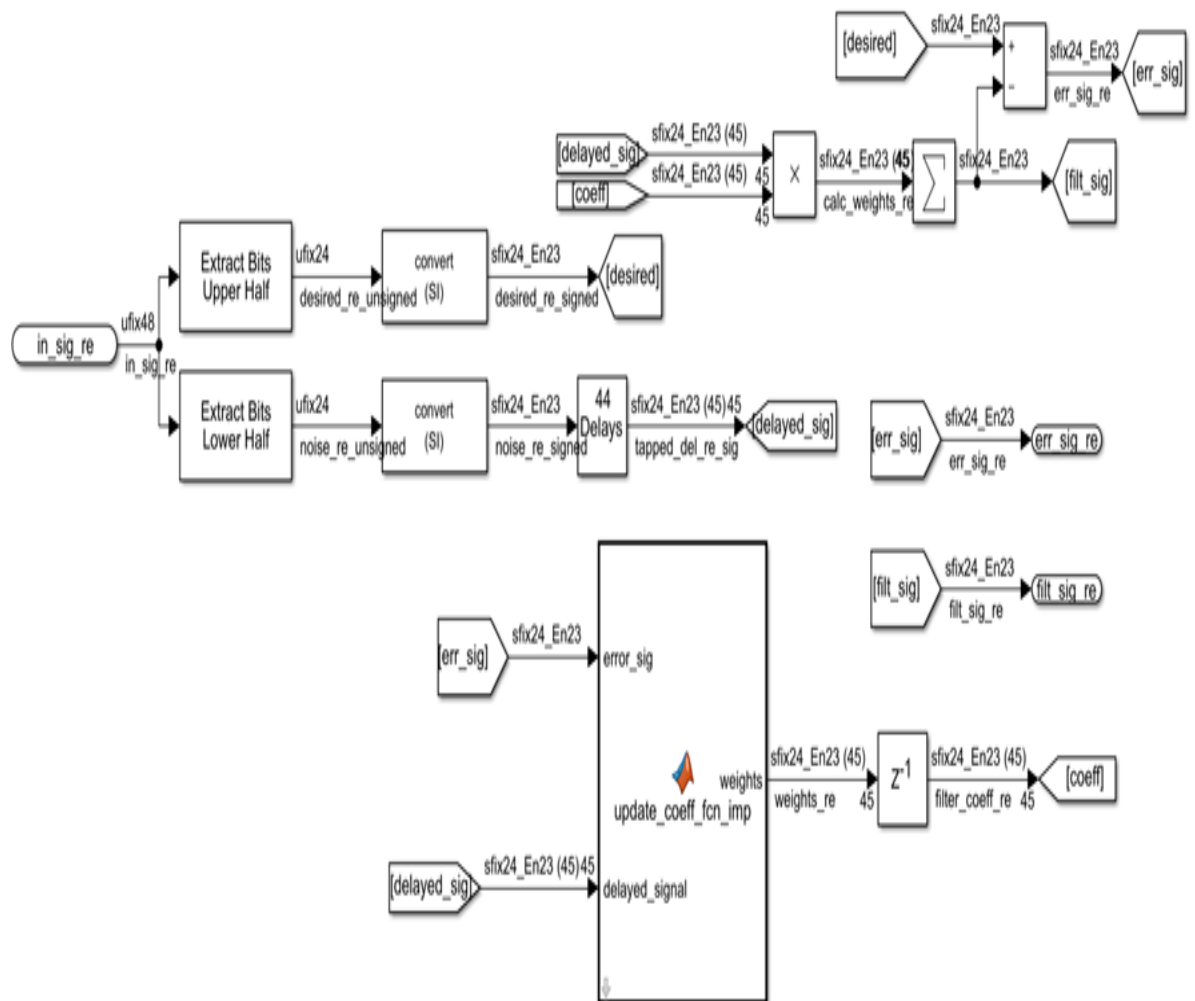 [desired]
sfix24_En23
+
−
sfix24_En23
err_sig_re
[err_sig]
[delayed_sig]
sfix24_En23 (45)
45
[coeff]
sfix24_En23 (45)
45
×
sfix24_En23 (45)
calc_weights_re
∑
sfix24_En23
[filt_sig]
in_sig_re
ufix48
in_sig_re
Extract Bits
Upper Half
ufix24
desired_re_unsigned
convert
(SI)
sfix24_En23
desired_re_signed
[desired]
Extract Bits
Lower Half
ufix24
noise_re_unsigned
convert
(SI)
sfix24_En23
noise_re_signed
44
Delays
sfix24_En23 (45)
45
tapped_del_re_sig
[delayed_sig]
[err_sig]
sfix24_En23
err_sig_re
err_sig_re
[filt_sig]
sfix24_En23
filt_sig_re
filt_sig_re
[err_sig]
sfix24_En23
error_sig
[delayed_sig]
sfix24_En23 (45)
45
delayed_signal
update_coeff_fcn_imp
weights
sfix24_En23 (45)
weights_re
45
Z-1
sfix24_En23 (45)
filter_coeff_re
45
[coeff]